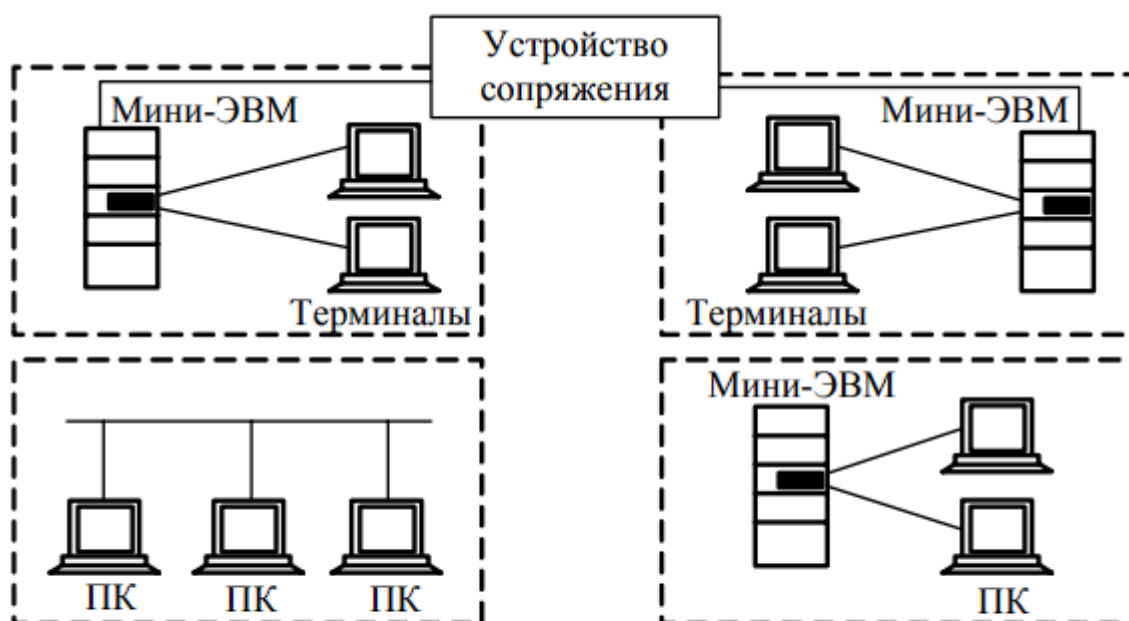 Устройство
сопряжения
Мини-ЭВМ
Мини-ЭВМ
Терминалы
Терминалы
Мини-ЭВМ
ПК
ПК
ПК
ПК